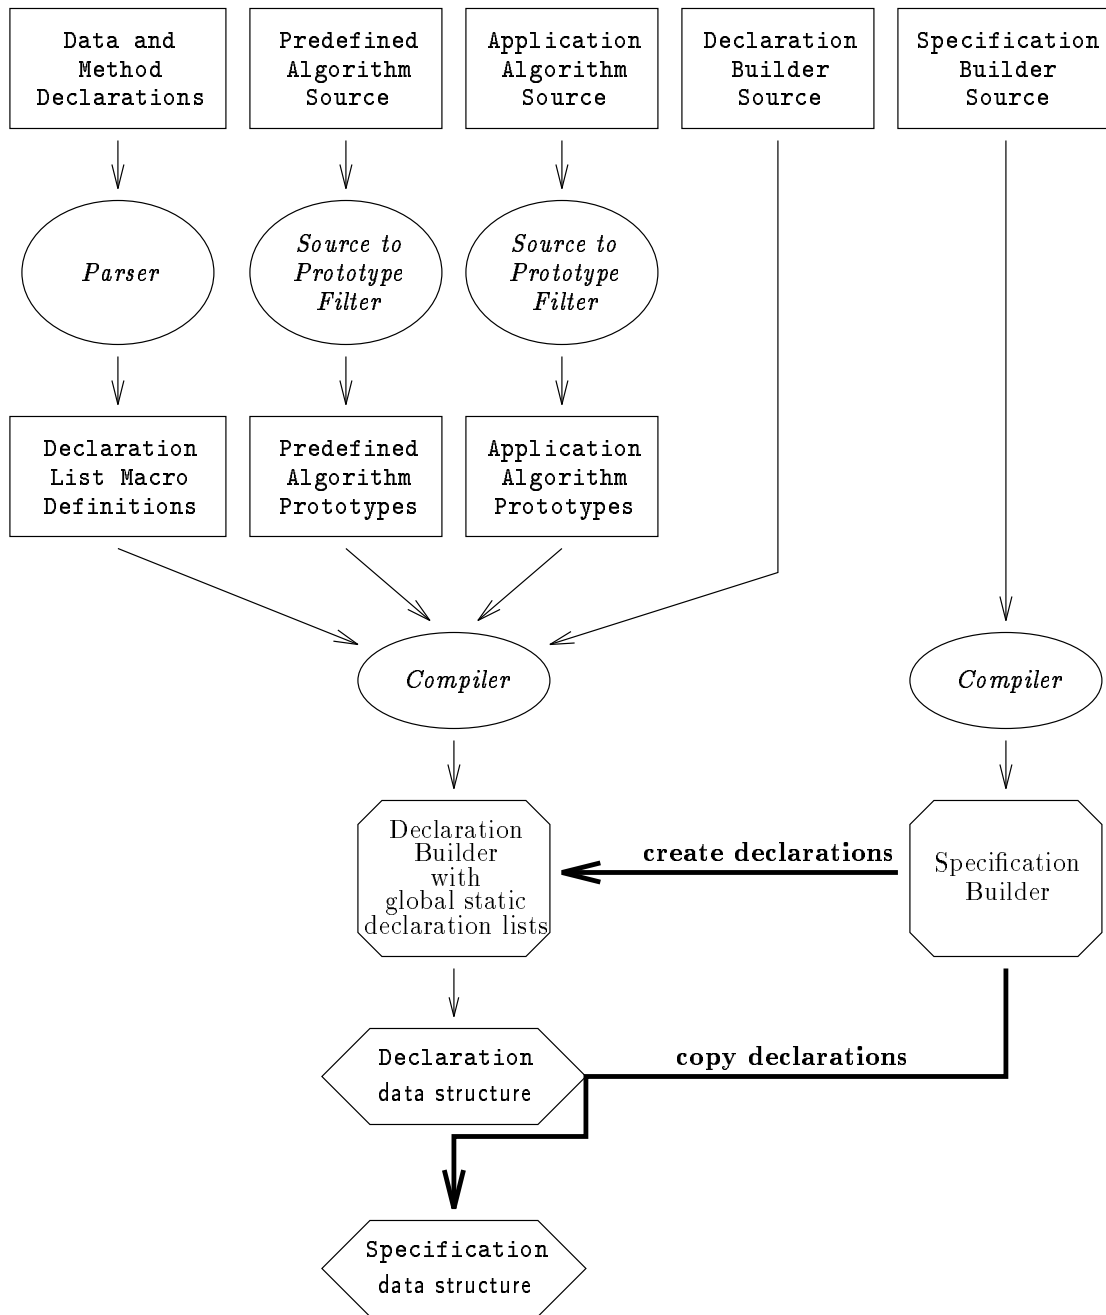 Data and
Method
Declarations
Predefined
Algorithm
Source
Application
Algorithm
Source
Declaration
Builder
Source
Specification
Builder
Source
Parser
Source to
Prototype
Filter
Source to
Prototype
Filter
Declaration
List Macro
Definitions
Predefined
Algorithm
Prototypes
Application
Algorithm
Prototypes
Compiler
Compiler
Declaration
Builder
with
global static
declaration lists
create declarations
Specification
Builder
Declaration
data structure
copy declarations
Specification
data structure